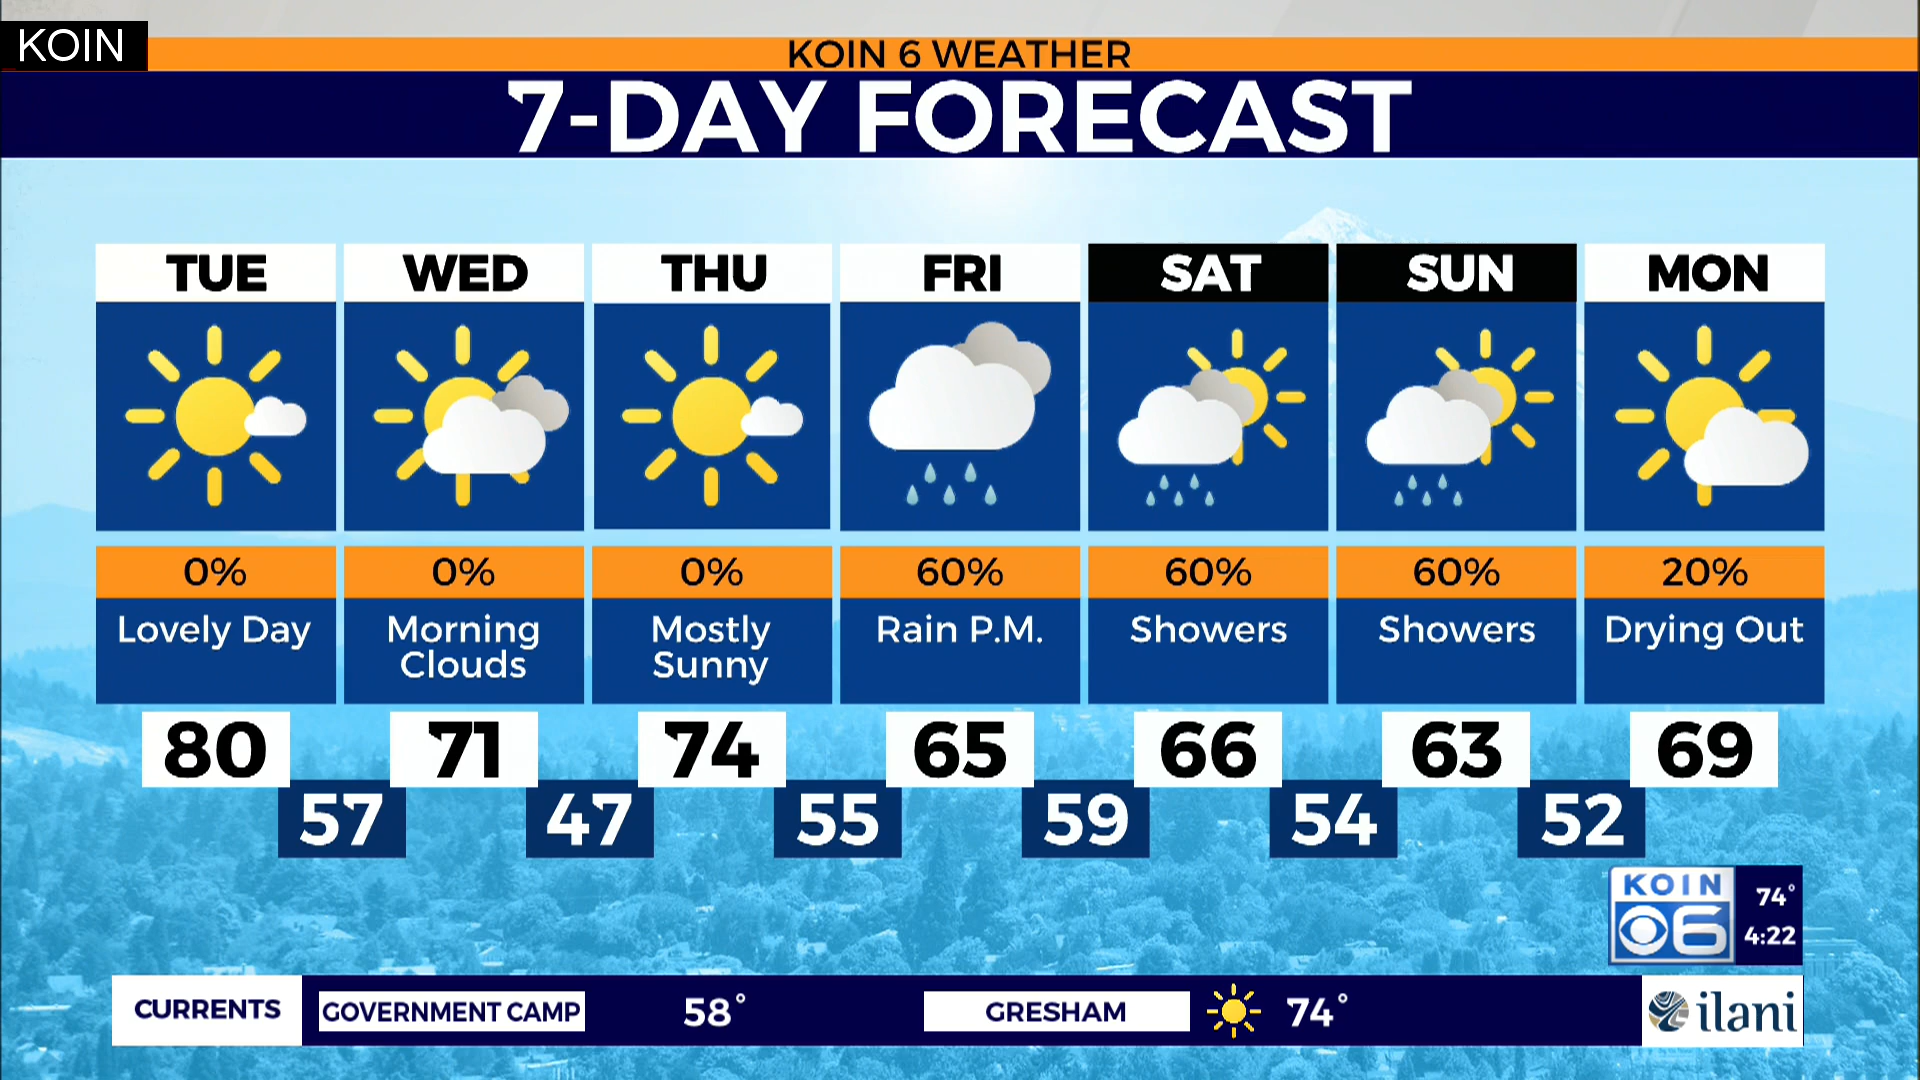 KOIN
KOIN 6 WEATHER
7-DAY FORECAST
TUE WED THU FRI SAT SUN MON
0% 0% 0% 60% 60% 60% 20%
Lovely Day
Morning
Clouds
Mostly
Sunny
Rain P.M.
Showers
Showers
Drying Out
80 71 74 65 66 63 69
57 47 55 59 54 52
KOIN
6
74°
4:22
CURRENTS GOVERNMENT CAMP 58° GRESHAM 74° ilani